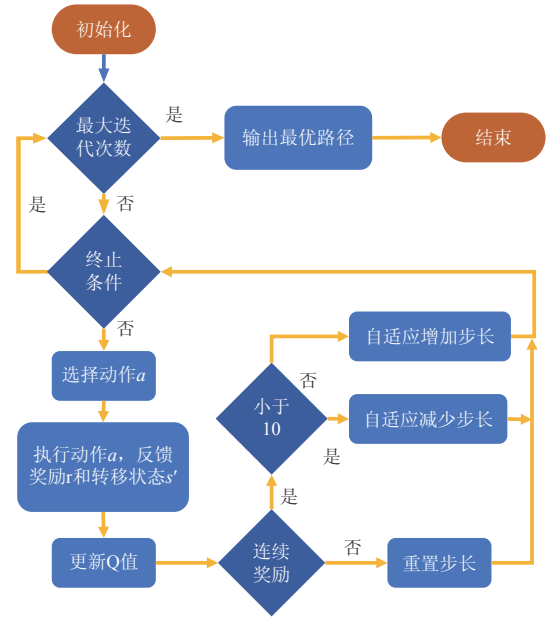 初始化
最大迭
代次数
是
输出最优路径
结束
否
是
终止
条件
否
选择动作a
执行动作a，反馈
奖励r和转移状态s′
更新Q值
连续
奖励
是
否
重置步长
小于
10
否
自适应增加步长
是
自适应减少步长